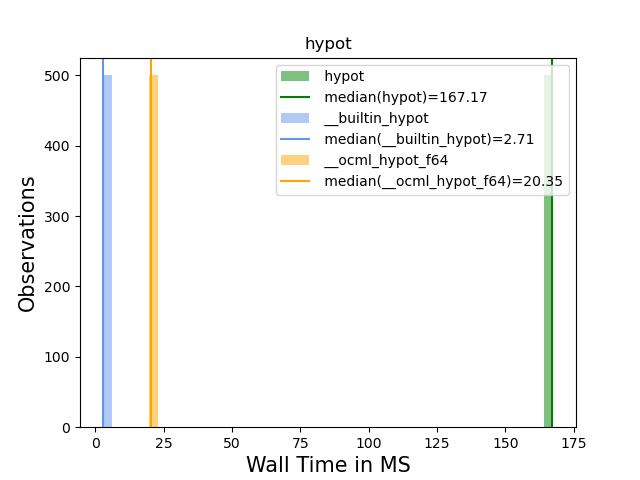 hypot
500
400
300
200
100
0
Observations
hypot
median(hypot)=167.17
__builtin_hypot
median(__builtin_hypot)=2.71
__ocml_hypot_f64
median(__ocml_hypot_f64)=20.35
0 25 50 75 100 125 150 175
Wall Time in MS